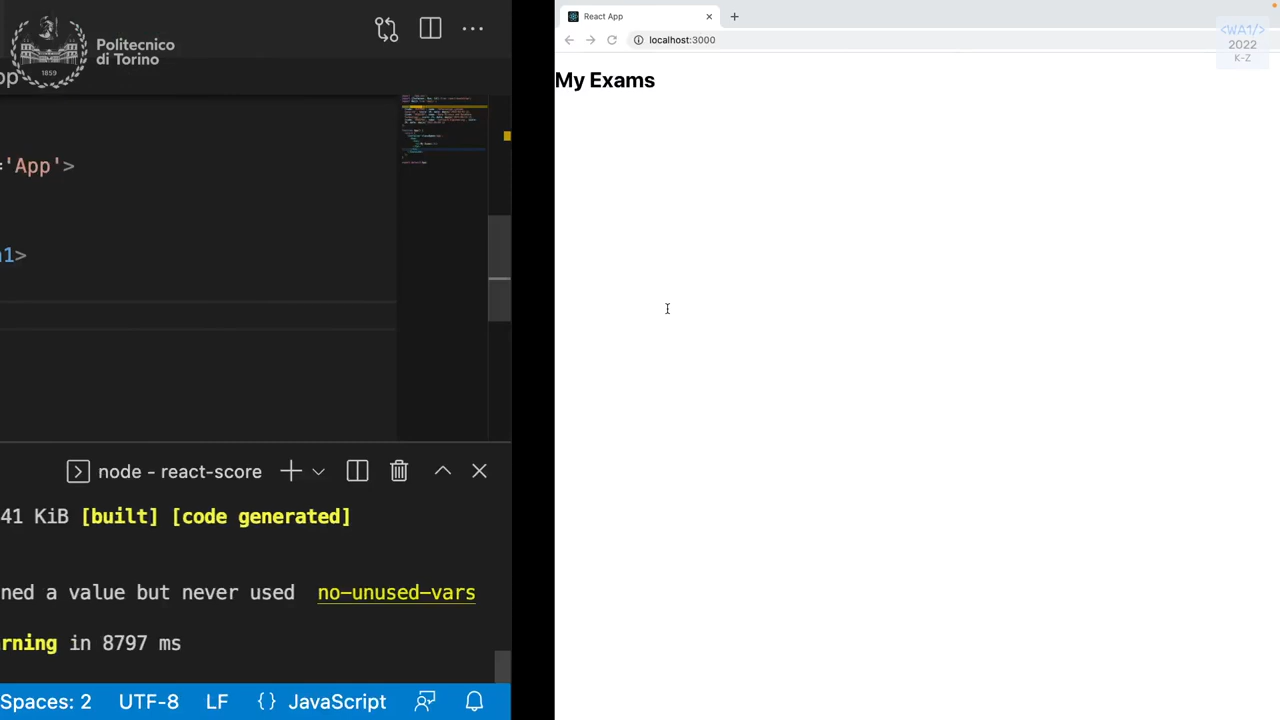 Politecnico
di Torino
1859
='App'>
1>
node - react-score
41 KiB [built] [code generated]
ned a value but never used no-unused-vars
rning in 8797 ms
Spaces: 2 UTF-8 LF {} JavaScript
React App
localhost:3000
<WA1/>
2022
K-Z
My Exams